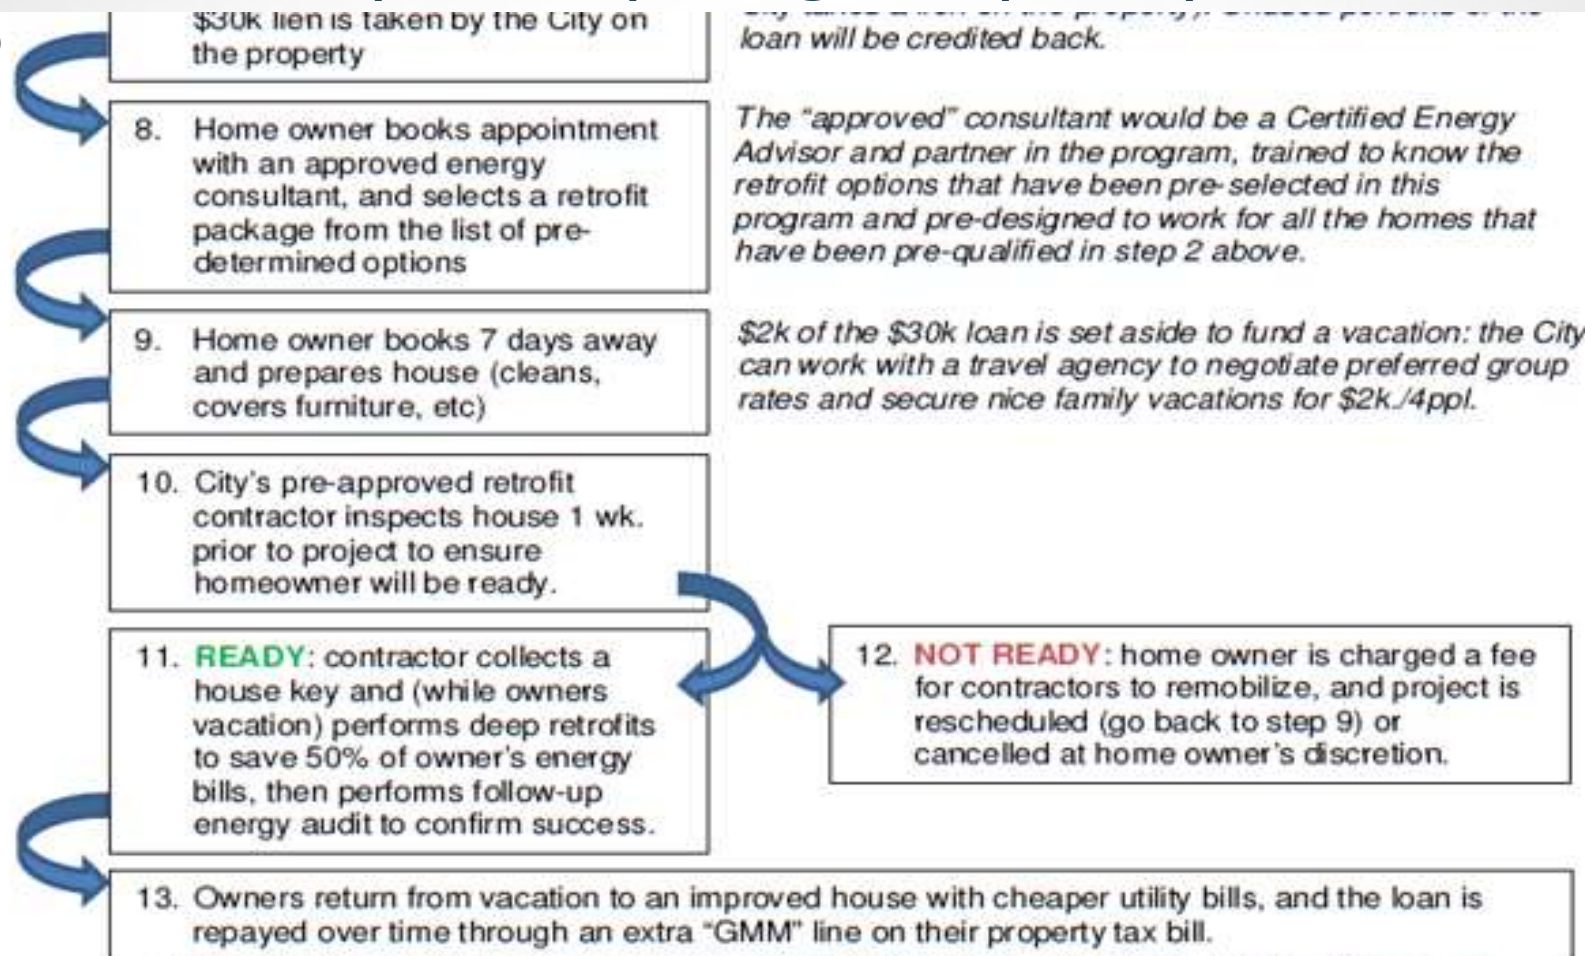 $30k lien is taken by the City on
the property
loan will be credited back.
8. Home owner books appointment
with an approved energy
consultant, and selects a retrofit
package from the list of pre-
determined options
The “approved” consultant would be a Certified Energy
Advisor and partner in the program, trained to know the
retrofit options that have been pre-selected in this
program and pre-designed to work for all the homes that
have been pre-qualified in step 2 above.
9. Home owner books 7 days away
and prepares house (cleans,
covers furniture, etc)
$2k of the $30k loan is set aside to fund a vacation: the City
can work with a travel agency to negotiate preferred group
rates and secure nice family vacations for $2k./4ppl.
10. City’s pre-approved retrofit
contractor inspects house 1 wk.
prior to project to ensure
homeowner will be ready.
11. READY: contractor collects a
house key and (while owners
vacation) performs deep retrofits
to save 50% of owner’s energy
bills, then performs follow-up
energy audit to confirm success.
12. NOT READY: home owner is charged a fee
for contractors to remobilize, and project is
rescheduled (go back to step 9) or
cancelled at home owner’s discretion.
13. Owners return from vacation to an improved house with cheaper utility bills, and the loan is
repayed over time through an extra “GMM” line on their property tax bill.